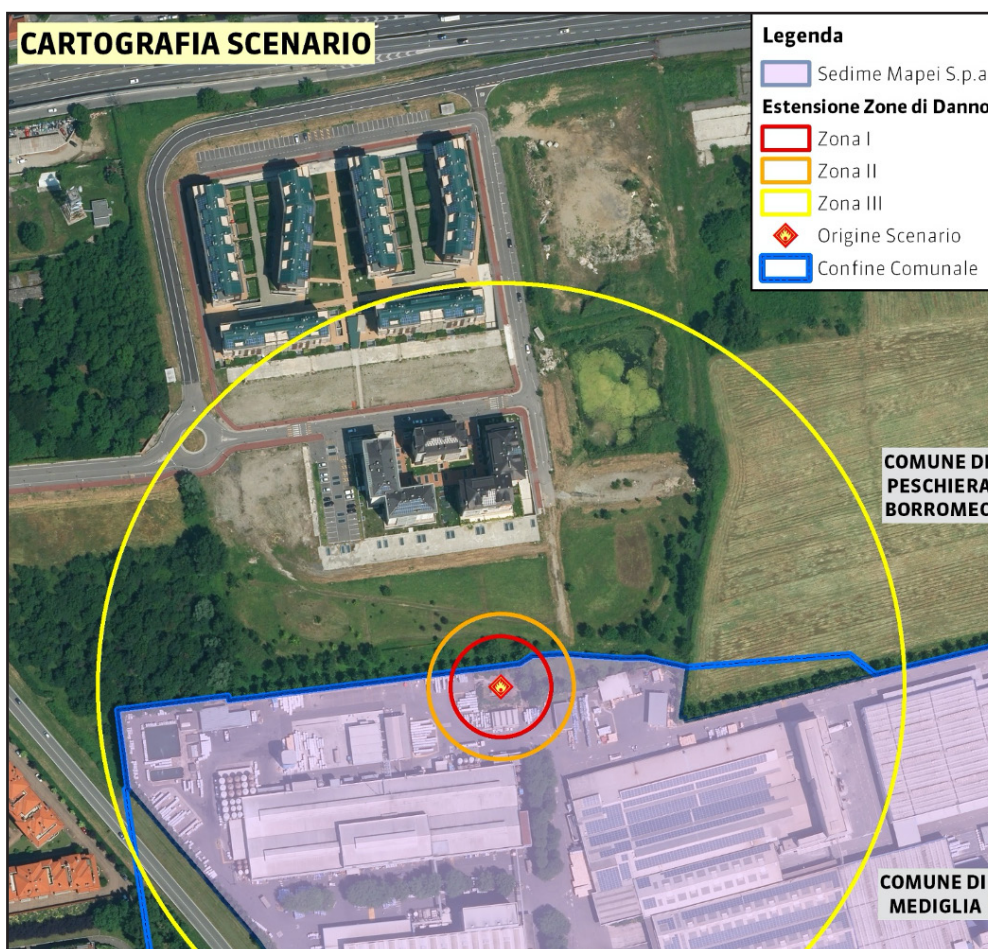 CARTOGRAFIA SCENARIO
Legenda
Sedime Mapei S.p.a
Estensione Zone di Danno
Zona I
Zona II
Zona III
Origine Scenario
Confine Comunale
COMUNE DI
PESCHIERA
BORROMEO
COMUNE DI
MEDIGLIA